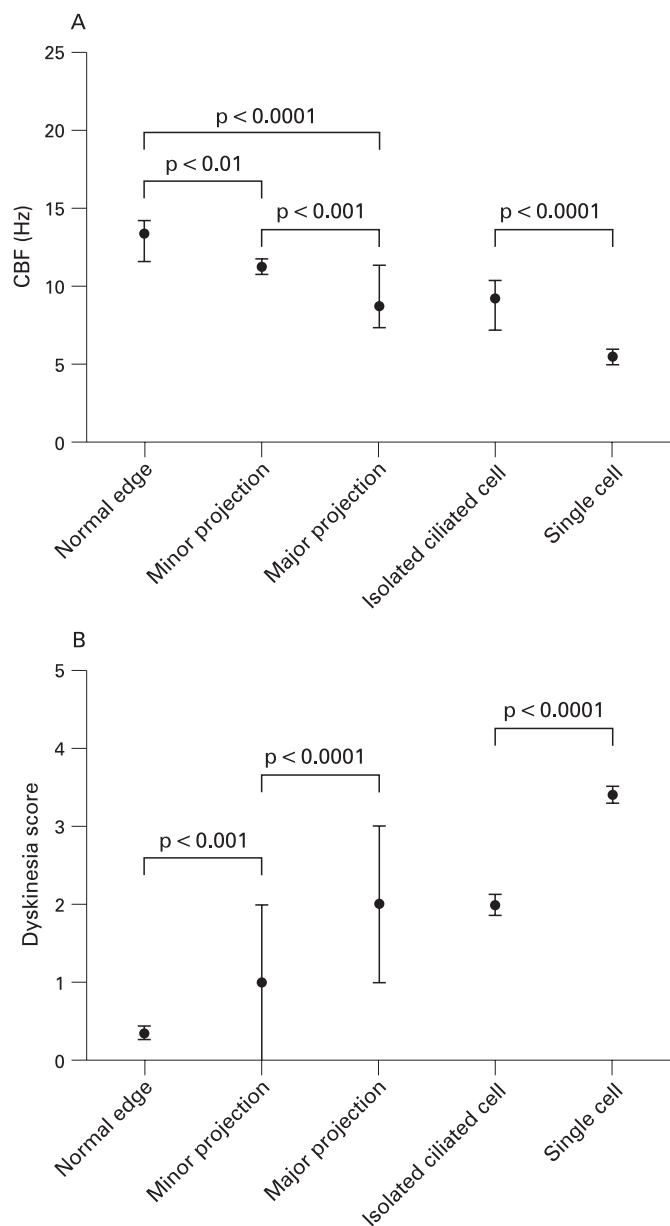 A
25
20
15
10
5
0
CBF (Hz)
p < 0.0001
p < 0.01
p < 0.001
p < 0.0001
Normal edge
Minor projection
Major projection
Isolated ciliated cell
Single cell
B
5
4
3
2
1
0
Dyskinesia score
p < 0.0001
p < 0.0001
p < 0.001
Normal edge
Minor projection
Major projection
Isolated ciliated cell
Single cell